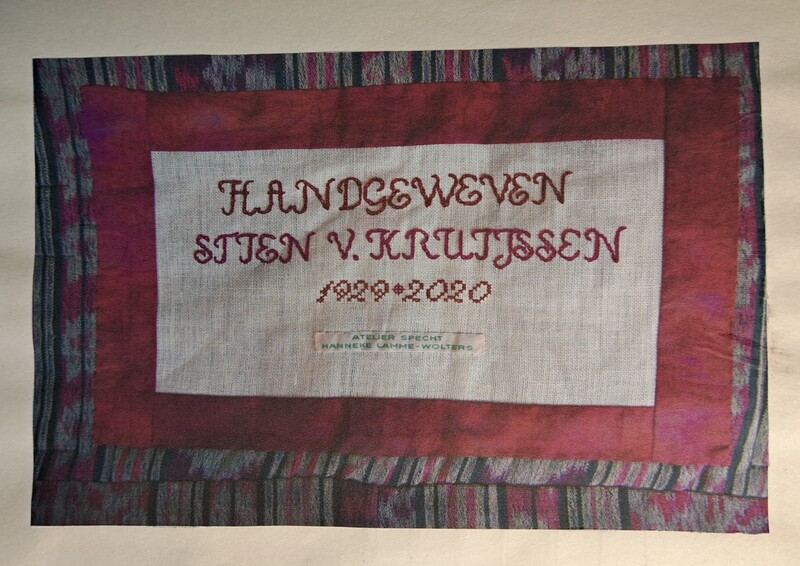 HANDGEWEVEN
STIEN V. KRUIJSSEN
1929 + 2020
ATELIER SPECHT
HANNEKE LAMME-WOLTERS